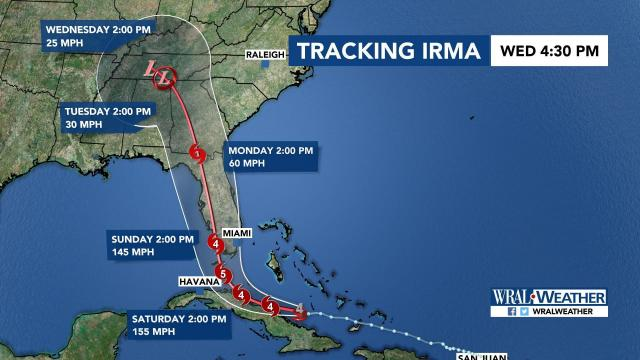 TRACKING IRMA
WED 4:30 PM
WEDNESDAY 2:00 PM
25 MPH
RALEIGH
L
L
TUESDAY 2:00 PM
30 MPH
1
MONDAY 2:00 PM
60 MPH
SUNDAY 2:00 PM
145 MPH
4
MIAMI
5
HAVANA
4
4
4
SATURDAY 2:00 PM
155 MPH
WRAL WEATHER
f WRALWEATHER
SAN JUAN